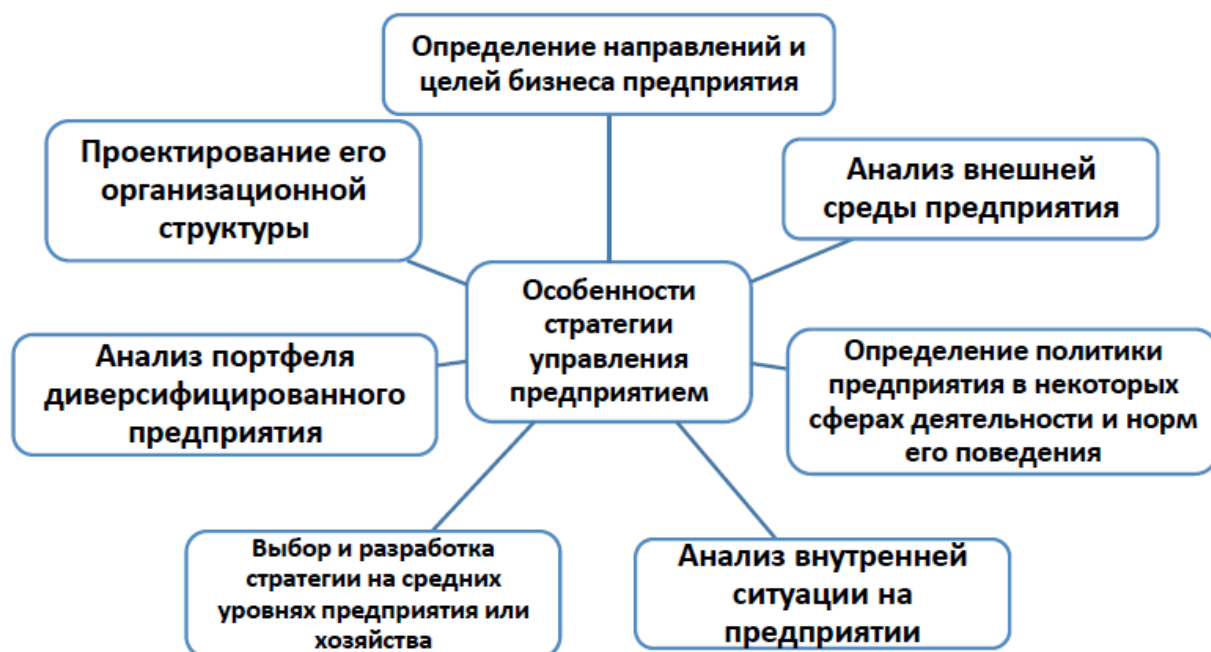 Определение направлений и
целей бизнеса предприятия
Проектирование его
организационной
структуры
Анализ внешней
среды предприятия
Особенности
стратегии
управления
предприятием
Анализ портфеля
диверсифицированного
предприятия
Определение политики
предприятия в некоторых
сферах деятельности и норм
его поведения
Выбор и разработка
стратегии на средних
уровнях предприятия или
хозяйства
Анализ внутренней
ситуации на
предприятии